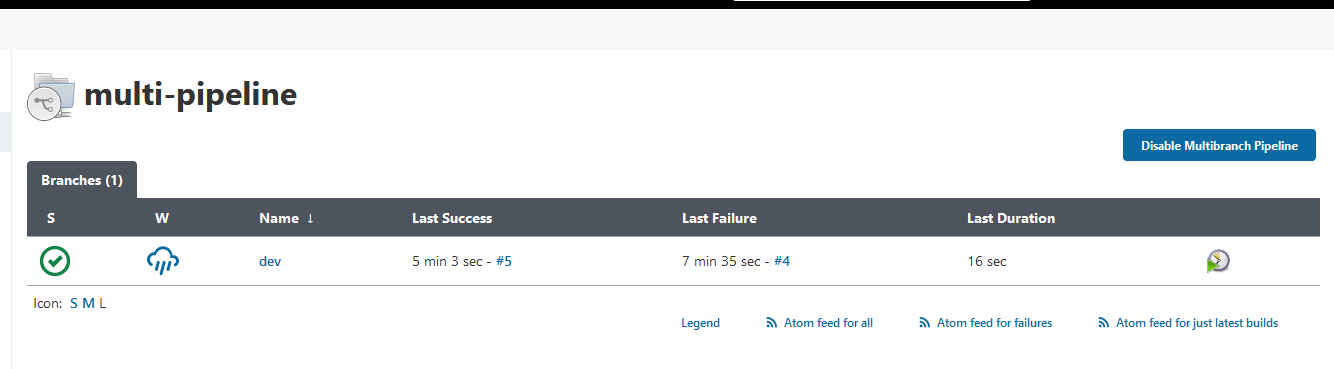 multi-pipeline
Disable Multibranch Pipeline
Branches (1)
S W Name ↓ Last Success Last Failure Last Duration
dev 5 min 3 sec - #5 7 min 35 sec - #4 16 sec
Icon: S M L
Legend Atom feed for all Atom feed for failures Atom feed for just latest builds